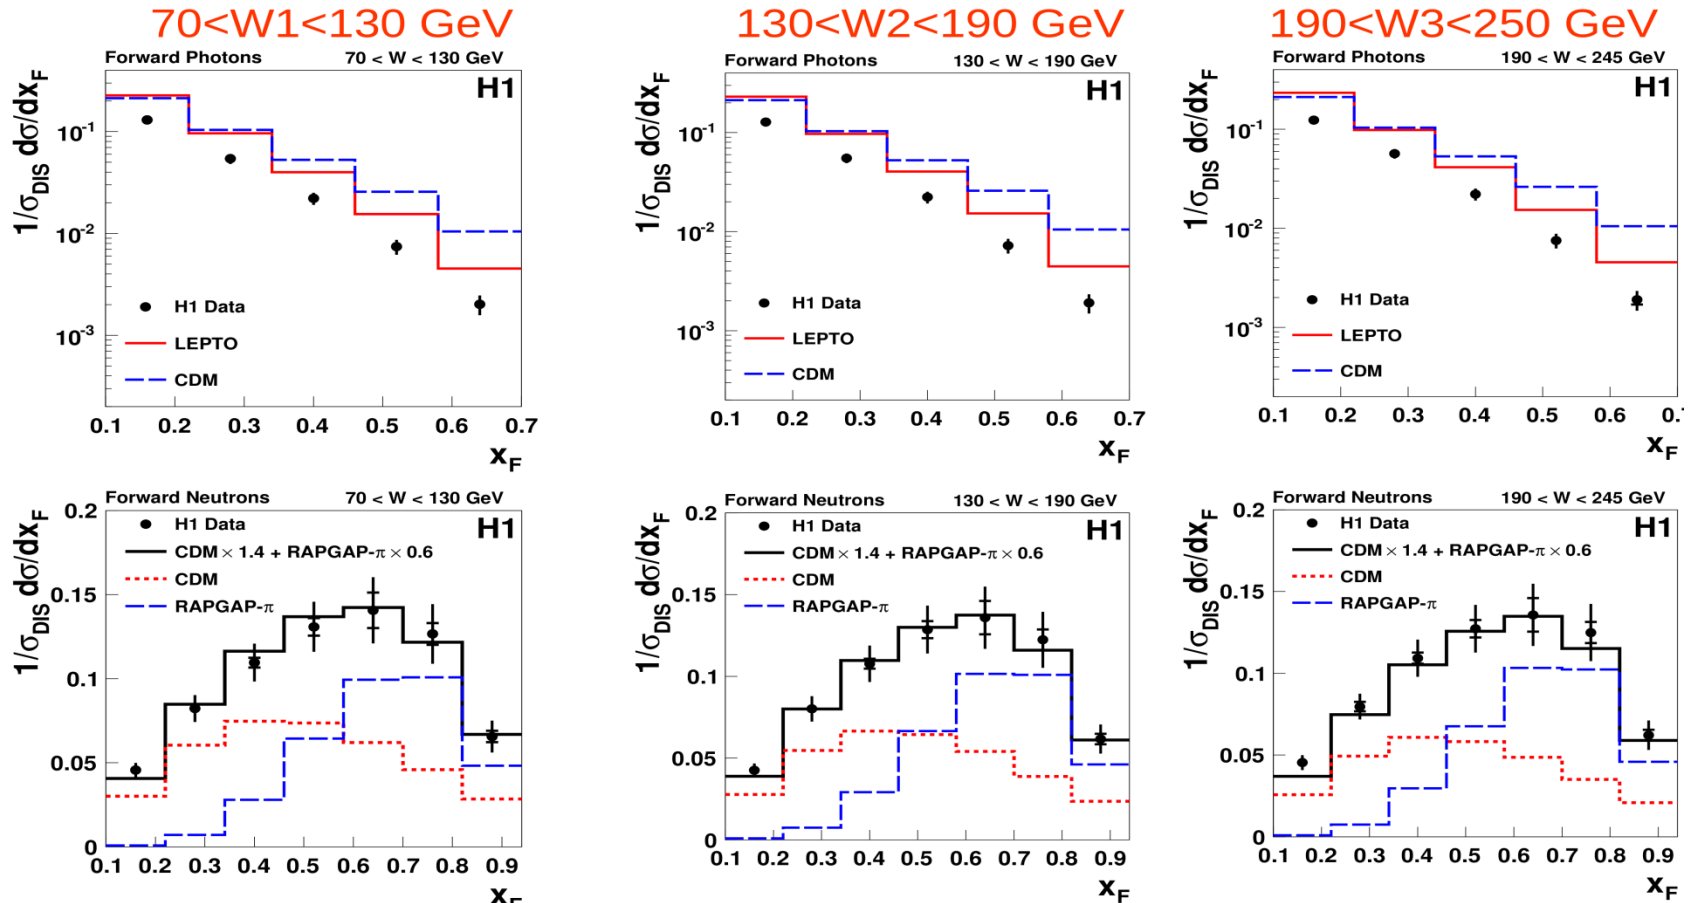 70<W1<130 GeV
130<W2<190 GeV
190<W3<250 GeV
Forward Photons 70 < W < 130 GeV
H1
1/σDIS dσ/dxF
10-1
10-2
10-3
H1 Data
LEPTO
CDM
0.1 0.2 0.3 0.4 0.5 0.6 0.7
xF
Forward Photons 130 < W < 190 GeV
H1
1/σDIS dσ/dxF
10-1
10-2
10-3
H1 Data
LEPTO
CDM
0.1 0.2 0.3 0.4 0.5 0.6 0.7
xF
Forward Photons 190 < W < 245 GeV
H1
1/σDIS dσ/dxF
10-1
10-2
10-3
H1 Data
LEPTO
CDM
0.1 0.2 0.3 0.4 0.5 0.6 0.7
xF
Forward Neutrons 70 < W < 130 GeV
H1
1/σDIS dσ/dxF
0.2
0.15
0.1
0.05
0
H1 Data
CDM × 1.4 + RAPGAP-π × 0.6
CDM
RAPGAP-π
0.1 0.2 0.3 0.4 0.5 0.6 0.7 0.8 0.9
xF
Forward Neutrons 130 < W < 190 GeV
H1
1/σDIS dσ/dxF
0.2
0.15
0.1
0.05
0
H1 Data
CDM × 1.4 + RAPGAP-π × 0.6
CDM
RAPGAP-π
0.1 0.2 0.3 0.4 0.5 0.6 0.7 0.8 0.9
xF
Forward Neutrons 190 < W < 245 GeV
H1
1/σDIS dσ/dxF
0.2
0.15
0.1
0.05
0
H1 Data
CDM × 1.4 + RAPGAP-π × 0.6
CDM
RAPGAP-π
0.1 0.2 0.3 0.4 0.5 0.6 0.7 0.8 0.9
xF